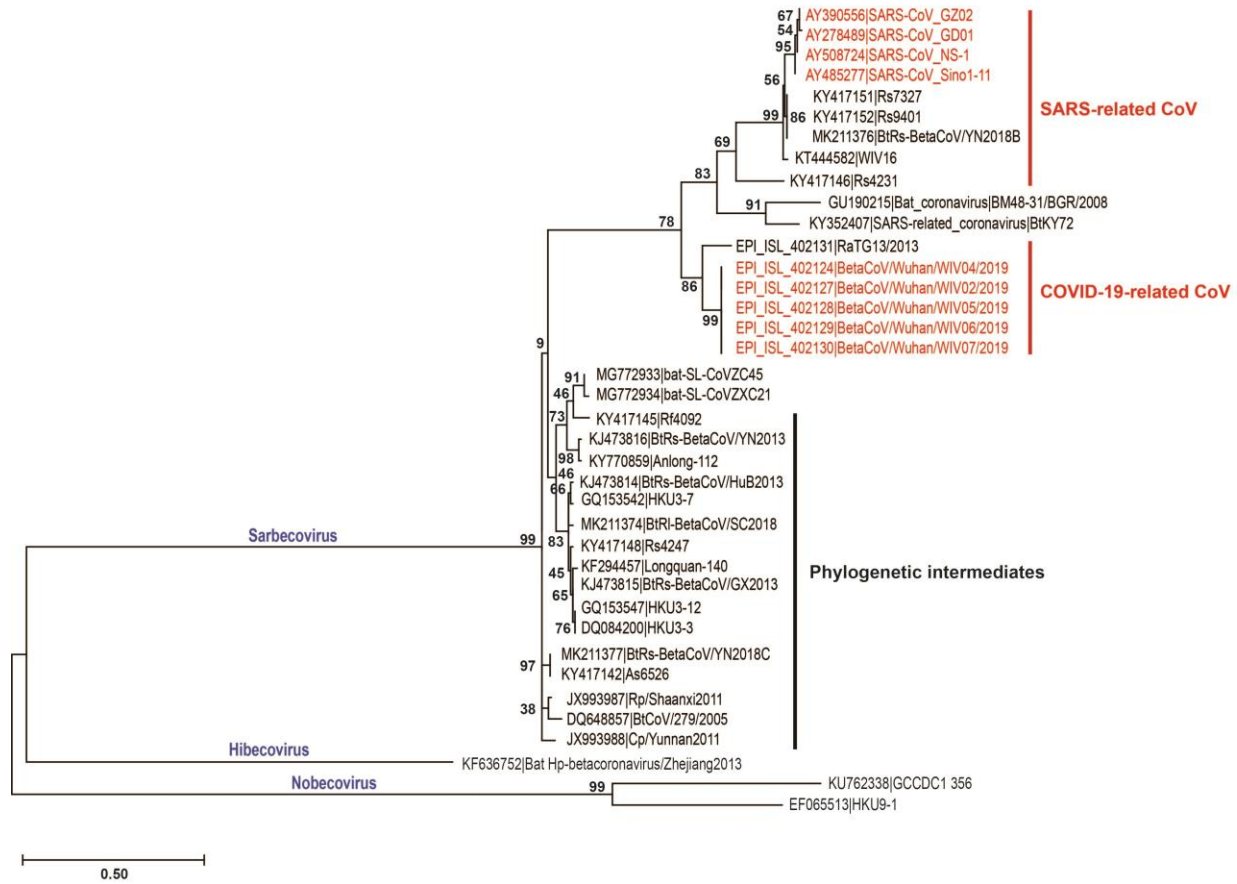 67
AY390556|SARS-CoV_GZ02
54
AY278489|SARS-CoV_GD01
95
AY508724|SARS-CoV_NS-1
AY485277|SARS-CoV_Sino1-11
56
KY417151|Rs7327
99
86
KY417152|Rs9401
SARS-related CoV
MK211376|BtRs-BetaCoV/YN2018B
69
KT444582|WIV16
83
KY417146|Rs4231
91
GU190215|Bat_coronavirus|BM48-31/BGR/2008
78
KY352407|SARS-related_coronavirus|BtKY72
EPI_ISL_402131|RaTG13/2013
EPI_ISL_402124|BetaCoV/Wuhan/WIV04/2019
86
EPI_ISL_402127|BetaCoV/Wuhan/WIV02/2019
COVID-19-related CoV
EPI_ISL_402128|BetaCoV/Wuhan/WIV05/2019
99
EPI_ISL_402129|BetaCoV/Wuhan/WIV06/2019
EPI_ISL_402130|BetaCoV/Wuhan/WIV07/2019
9
91
MG772933|bat-SL-CoVZC45
46
MG772934|bat-SL-CoVZXC21
73
KY417145|Rf4092
KJ473816|BtRs-BetaCoV/YN2013
98
KY770859|Anlong-112
46
KJ473814|BtRs-BetaCoV/HuB2013
66
GQ153542|HKU3-7
MK211374|BtRl-BetaCoV/SC2018
Sarbecovirus
99
83
KY417148|Rs4247
KF294457|Longquan-140
Phylogenetic intermediates
45
KJ473815|BtRs-BetaCoV/GX2013
65
GQ153547|HKU3-12
76
DQ084200|HKU3-3
MK211377|BtRs-BetaCoV/YN2018C
97
KY417142|As6526
JX993987|Rp/Shaanxi2011
38
DQ648857|BtCoV/279/2005
JX993988|Cp/Yunnan2011
Hibecovirus
KF636752|Bat Hp-betacoronavirus/Zhejiang2013
Nobecovirus
99
KU762338|GCCDC1 356
EF065513|HKU9-1
0.50